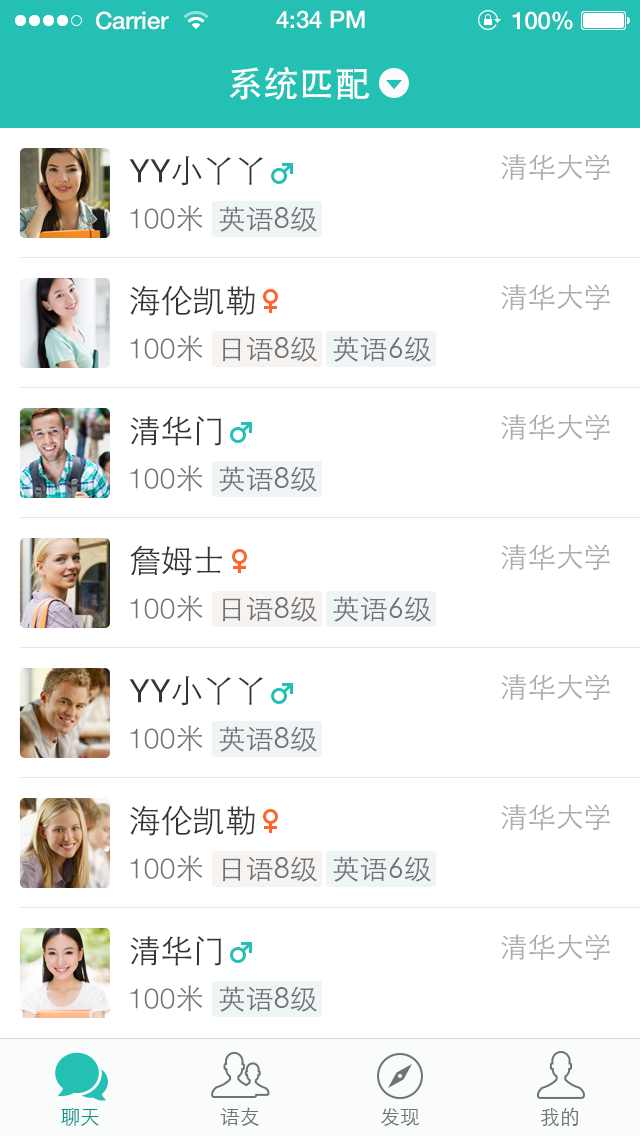 Carrier 4:34 PM 100%
系统匹配
YY小丫丫 清华大学
100米 英语8级
海伦凯勒 清华大学
100米 日语8级 英语6级
清华门 清华大学
100米 英语8级
詹姆士 清华大学
100米 日语8级 英语6级
YY小丫丫 清华大学
100米 英语8级
海伦凯勒 清华大学
100米 日语8级 英语6级
清华门 清华大学
100米 英语8级
聊天 语友 发现 我的